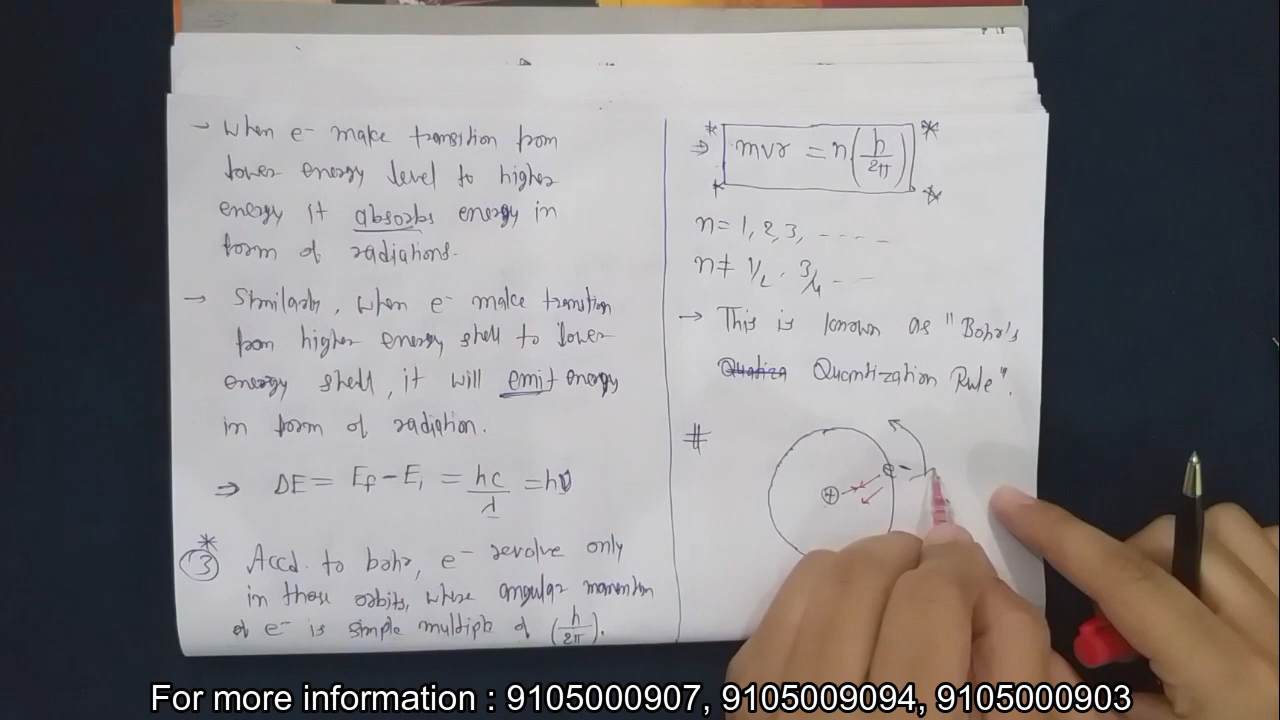 → When e- make transition from
lower energy level to higher
energy it absorbs energy in
form of radiations.
→ Similarly, when e- make transition
from higher energy shell to lower
energy shell, it will emit energy
in form of radiation.
⇒ ΔE = Ef - Ei = hc/λ = hν
*
③ Accd. to bohr, e- revolve only
in those orbits, where angular momentum
of e- is simple multiple of (h/2π).
⇒ mvr = n(h/2π)
n = 1, 2, 3, - - - -
n ≠ 1/2, 3/4 - - -
→ This is known as "Bohr's
Quantization Rule".
#
+
e-
For more information : 9105000907, 9105009094, 9105000903